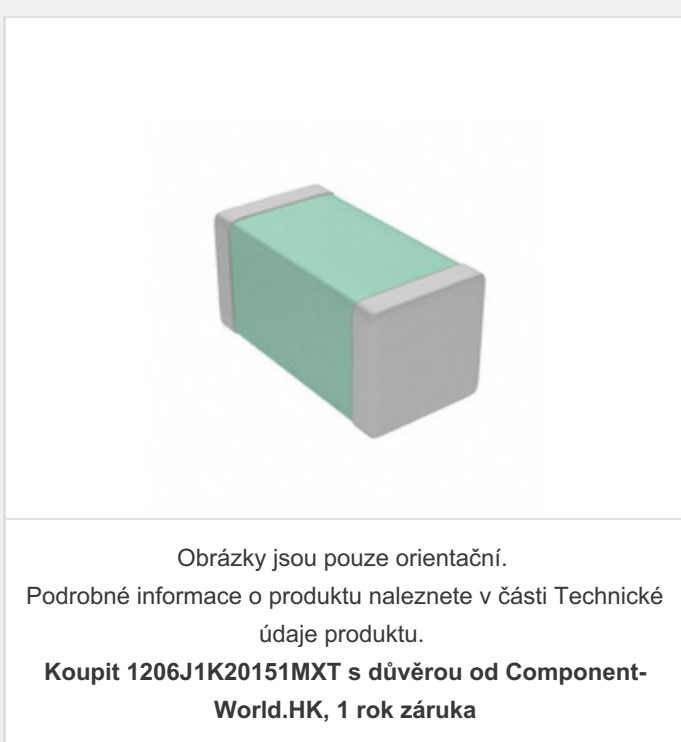 Obrázky jsou pouze orientační.
Podrobné informace o produktu naleznete v části Technické
údaje produktu.
Koupit 1206J1K20151MXT s důvěrou od Component-
World.HK, 1 rok záruka